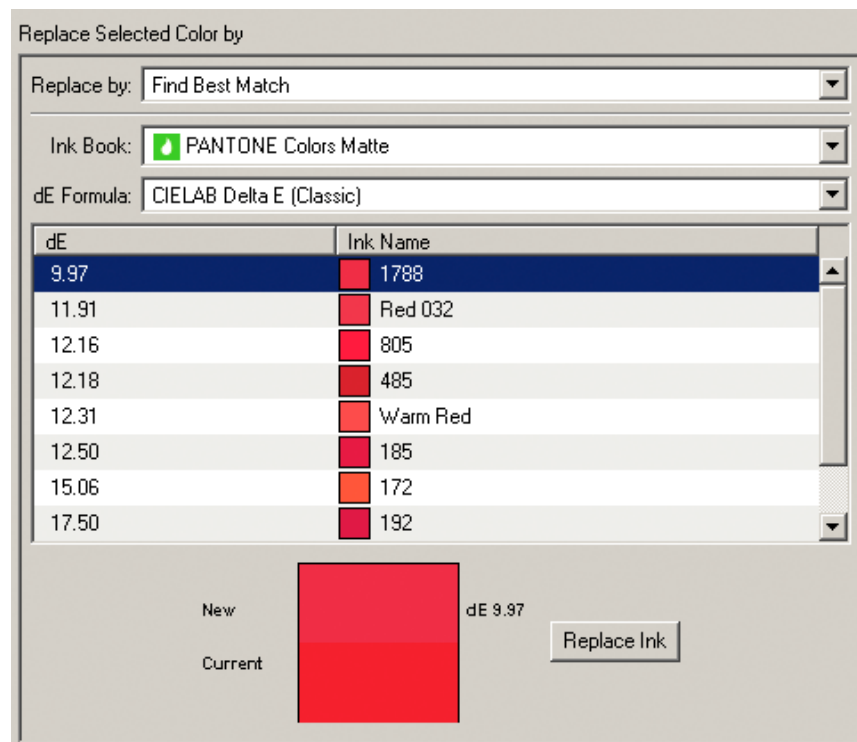 Replace Selected Color by
Replace by: Find Best Match
Ink Book: PANTONE Colors Matte
dE Formula: CIELAB Delta E (Classic)
dE Ink Name
9.97 1788
11.91 Red 032
12.16 805
12.18 485
12.31 Warm Red
12.50 185
15.06 172
17.50 192
New dE 9.97
Replace Ink
Current